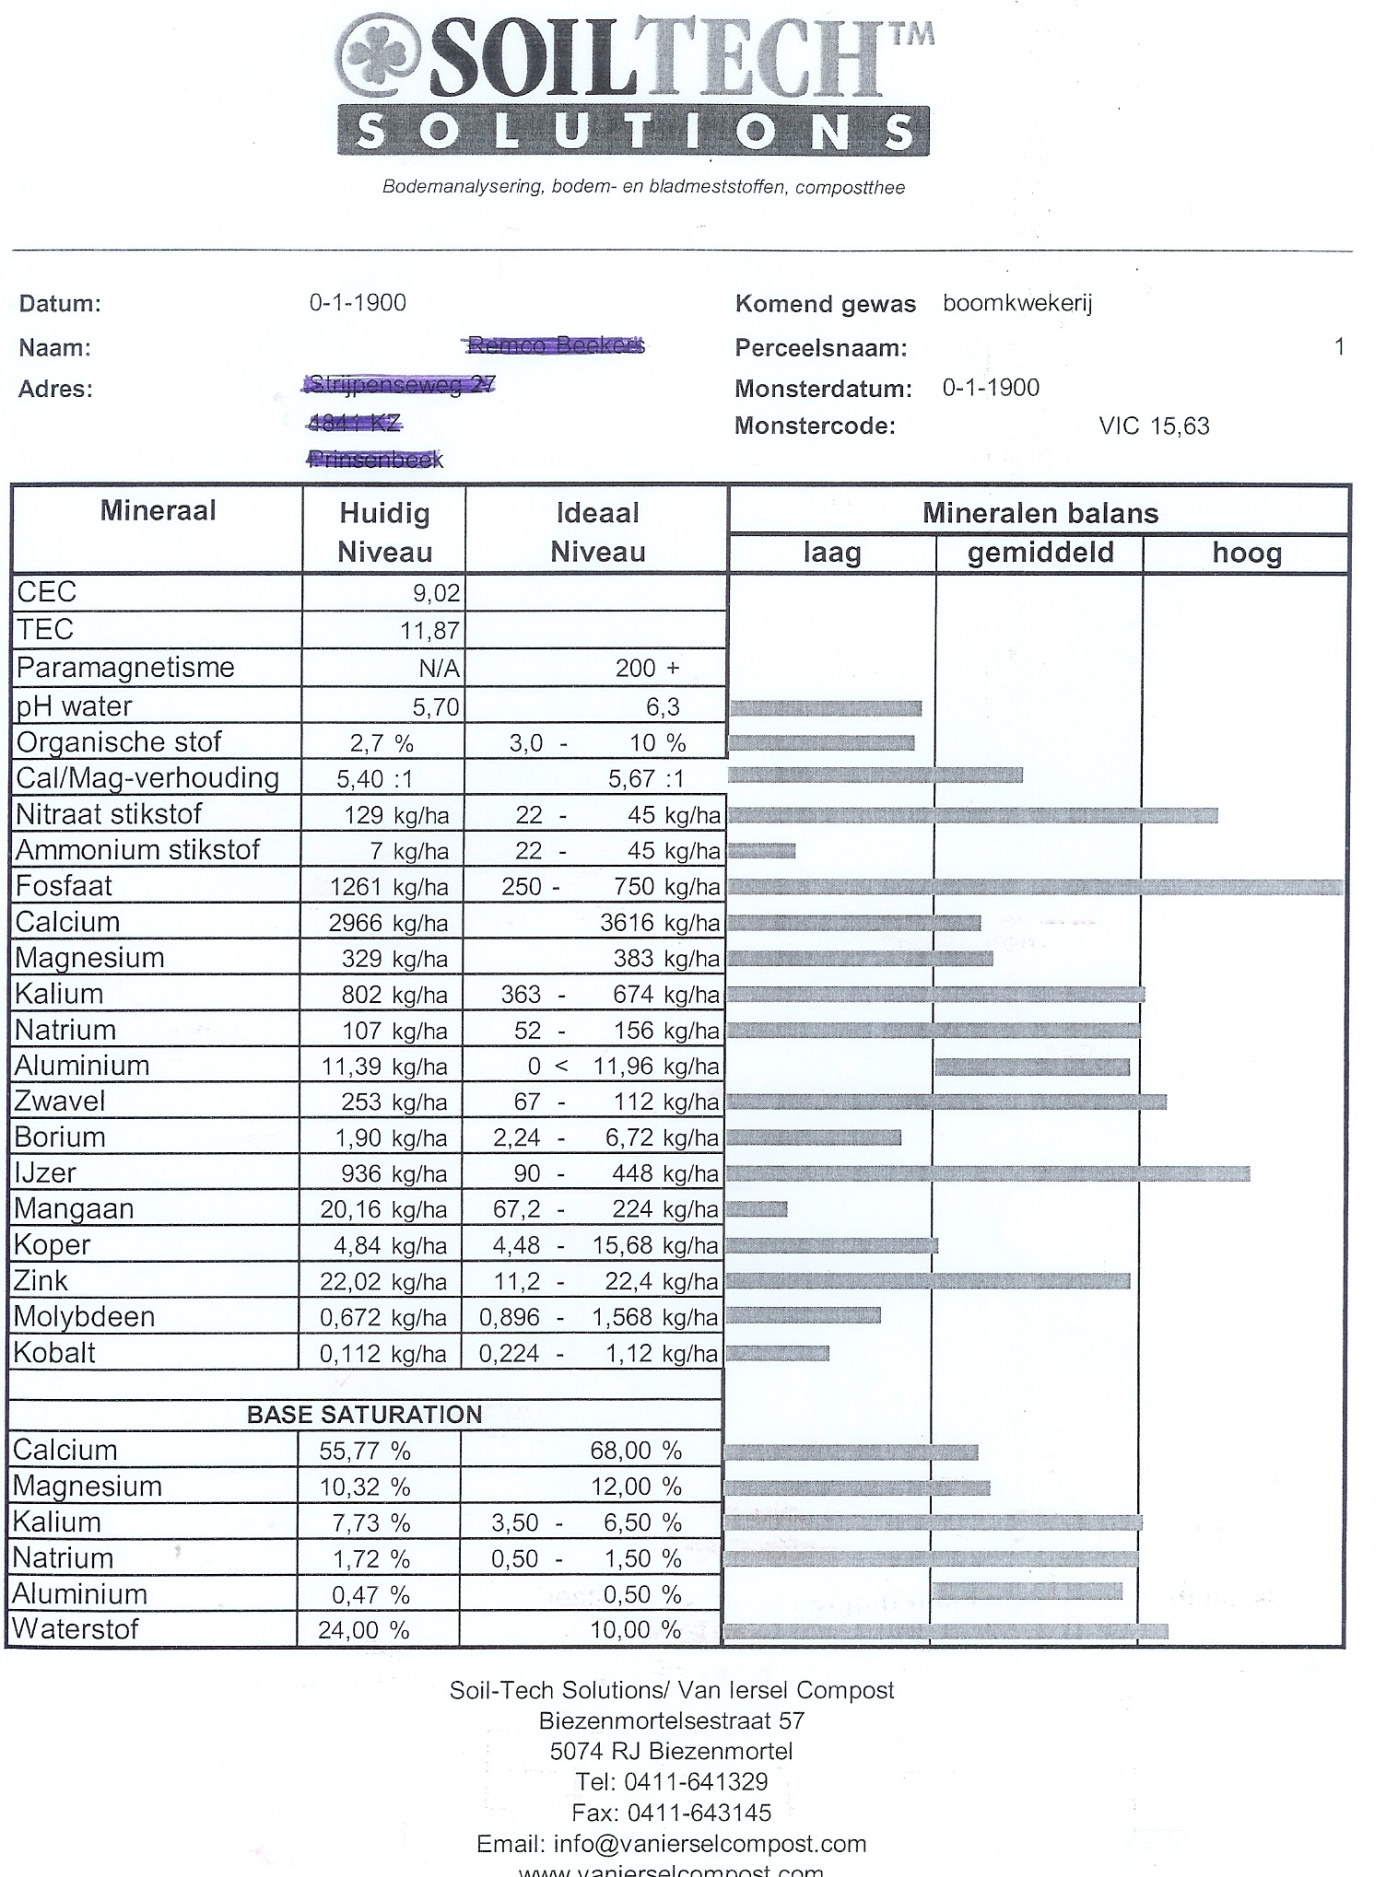 SOILTECH™
SOLUTIONS
Bodemanalysering, bodem- en bladmeststoffen, compostthee
Datum: 0-1-1900 Komend gewas boomkwekerij
Naam: Perceelsnaam: 1
Adres: Monsterdatum: 0-1-1900
Monstercode: VIC 15,63
Mineraal Huidig Niveau Ideaal Niveau Mineralen balans
laag gemiddeld hoog
CEC 9,02
TEC 11,87
Paramagnetisme N/A 200 +
pH water 5,70 6,3
Organische stof 2,7 % 3,0 - 10 %
Cal/Mag-verhouding 5,40 :1 5,67 :1
Nitraat stikstof 129 kg/ha 22 - 45 kg/ha
Ammonium stikstof 7 kg/ha 22 - 45 kg/ha
Fosfaat 1261 kg/ha 250 - 750 kg/ha
Calcium 2966 kg/ha 3616 kg/ha
Magnesium 329 kg/ha 383 kg/ha
Kalium 802 kg/ha 363 - 674 kg/ha
Natrium 107 kg/ha 52 - 156 kg/ha
Aluminium 11,39 kg/ha 0 < 11,96 kg/ha
Zwavel 253 kg/ha 67 - 112 kg/ha
Borium 1,90 kg/ha 2,24 - 6,72 kg/ha
IJzer 936 kg/ha 90 - 448 kg/ha
Mangaan 20,16 kg/ha 67,2 - 224 kg/ha
Koper 4,84 kg/ha 4,48 - 15,68 kg/ha
Zink 22,02 kg/ha 11,2 - 22,4 kg/ha
Molybdeen 0,672 kg/ha 0,896 - 1,568 kg/ha
Kobalt 0,112 kg/ha 0,224 - 1,12 kg/ha
BASE SATURATION
Calcium 55,77 % 68,00 %
Magnesium 10,32 % 12,00 %
Kalium 7,73 % 3,50 - 6,50 %
Natrium 1,72 % 0,50 - 1,50 %
Aluminium 0,47 % 0,50 %
Waterstof 24,00 % 10,00 %
Soil-Tech Solutions/ Van Iersel Compost
Biezenmortelsestraat 57
5074 RJ Biezenmortel
Tel: 0411-641329
Fax: 0411-643145
Email: info@vanierselcompost.com
www.vanierselcompost.com